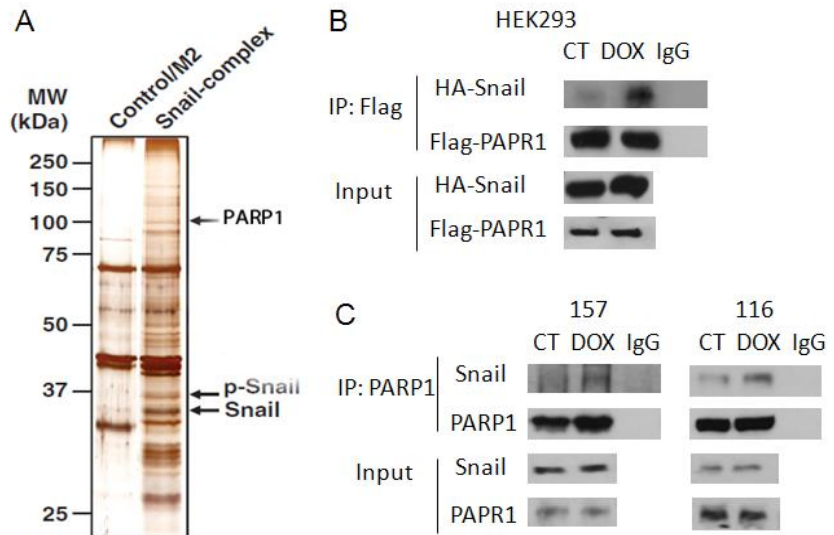 A
Control/M2
Snail-complex
MW
(kDa)
250
150
100
75
50
37
25
PARP1
p-Snail
Snail
B
HEK293
CT DOX IgG
IP: Flag
HA-Snail
Flag-PAPR1
Input
HA-Snail
Flag-PAPR1
C
157
116
CT DOX IgG
CT DOX IgG
IP: PARP1
Snail
PARP1
Input
Snail
PAPR1